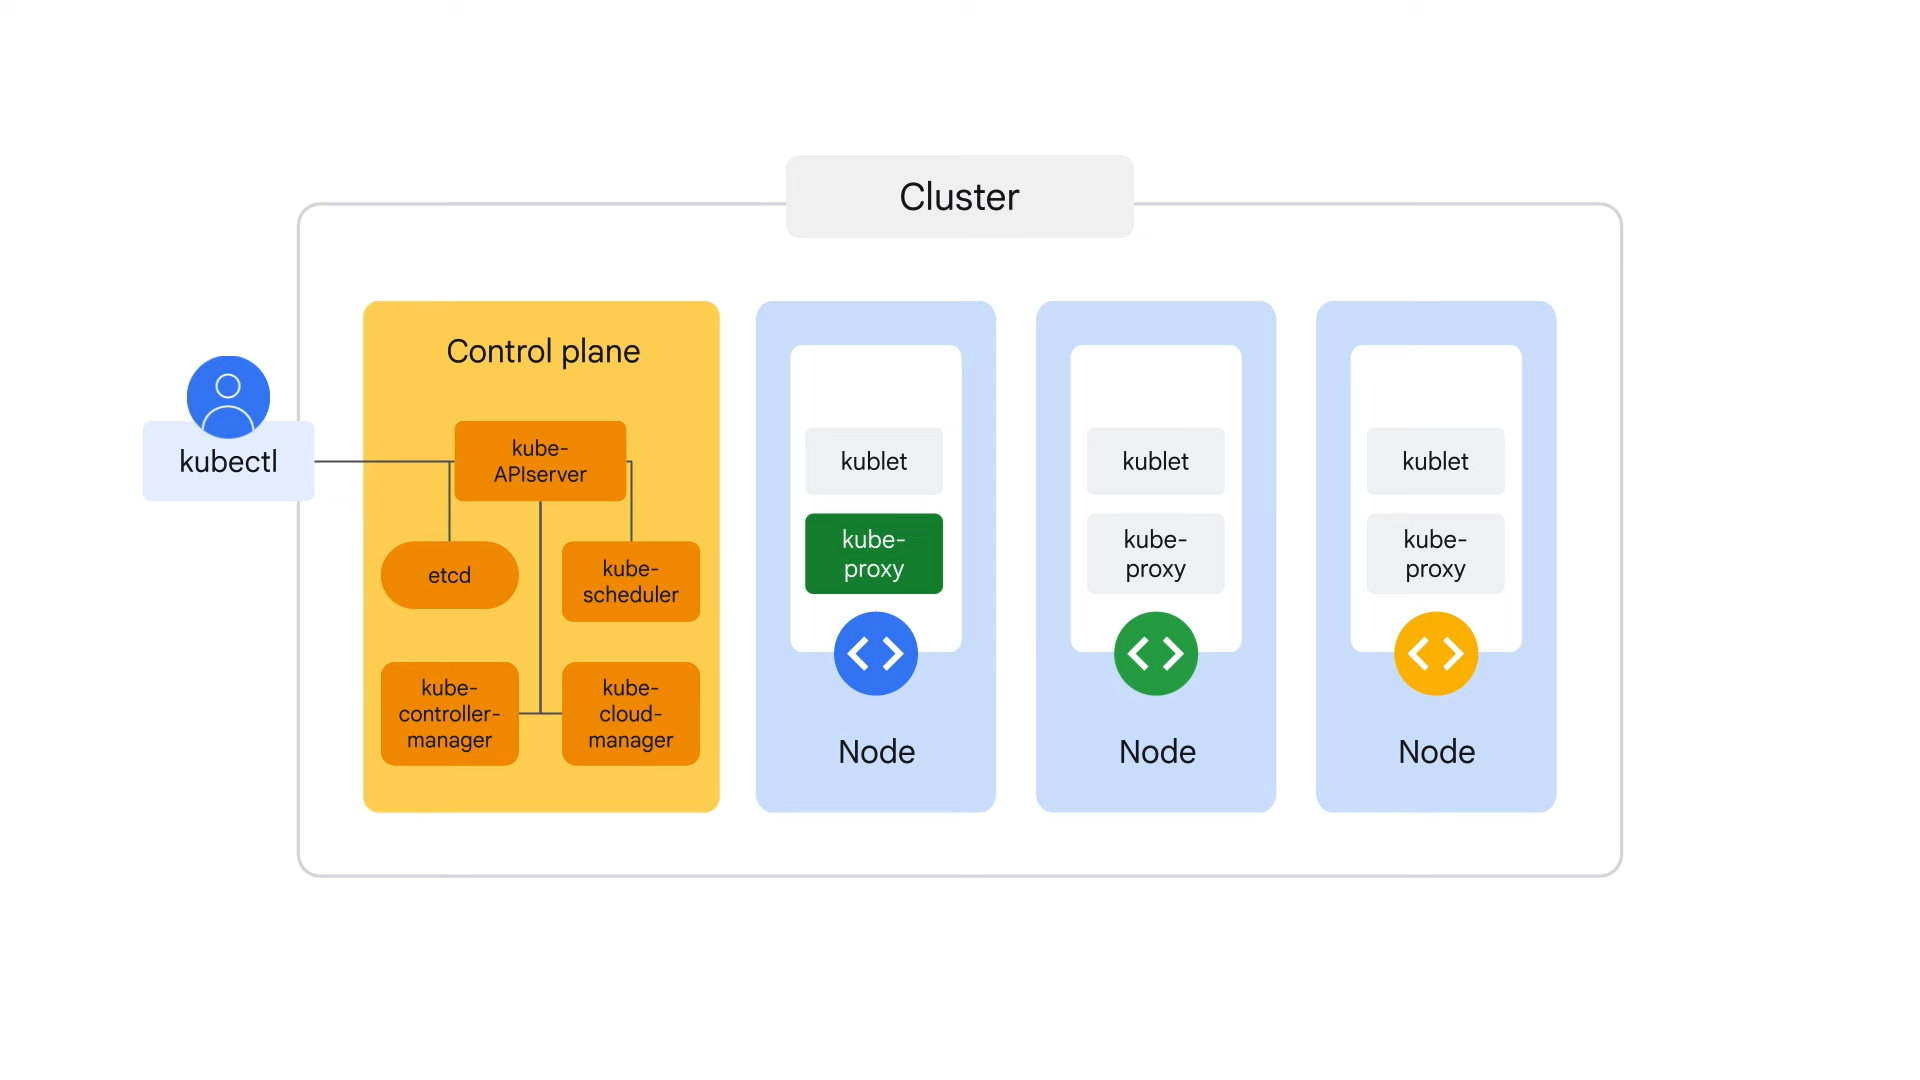 Cluster
Control plane
kubectl
kube-
APIserver
etcd
kube-
scheduler
kube-
controller-
manager
kube-
cloud-
manager
kublet
kube-
proxy
Node
kublet
kube-
proxy
Node
kublet
kube-
proxy
Node